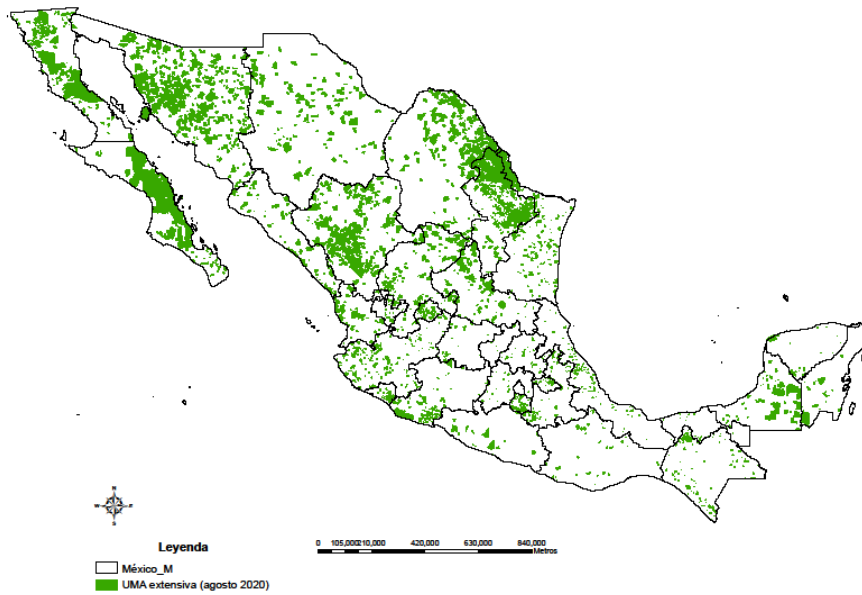 N
W E
S
Leyenda
México_M
UMA extensiva (agosto 2020)
0 105,000 210,000 420,000 630,000 840,000
Metros